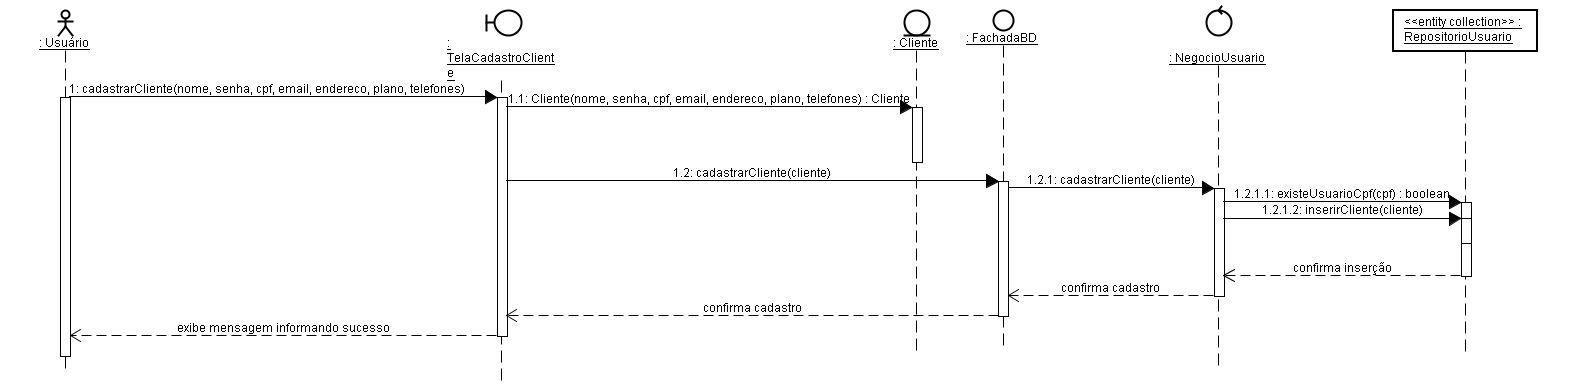 : Usuário
:
TelaCadastroClient
e
: Cliente
: FachadaBD
: NegocioUsuario
<<entity collection>> :
RepositorioUsuario
1: cadastrarCliente(nome, senha, cpf, email, endereco, plano, telefones)
1.1: Cliente(nome, senha, cpf, email, endereco, plano, telefones) : Cliente
1.2: cadastrarCliente(cliente)
1.2.1: cadastrarCliente(cliente)
1.2.1.1: existeUsuarioCpf(cpf) : boolean
1.2.1.2: inserirCliente(cliente)
confirma inserção
confirma cadastro
confirma cadastro
exibe mensagem informando sucesso